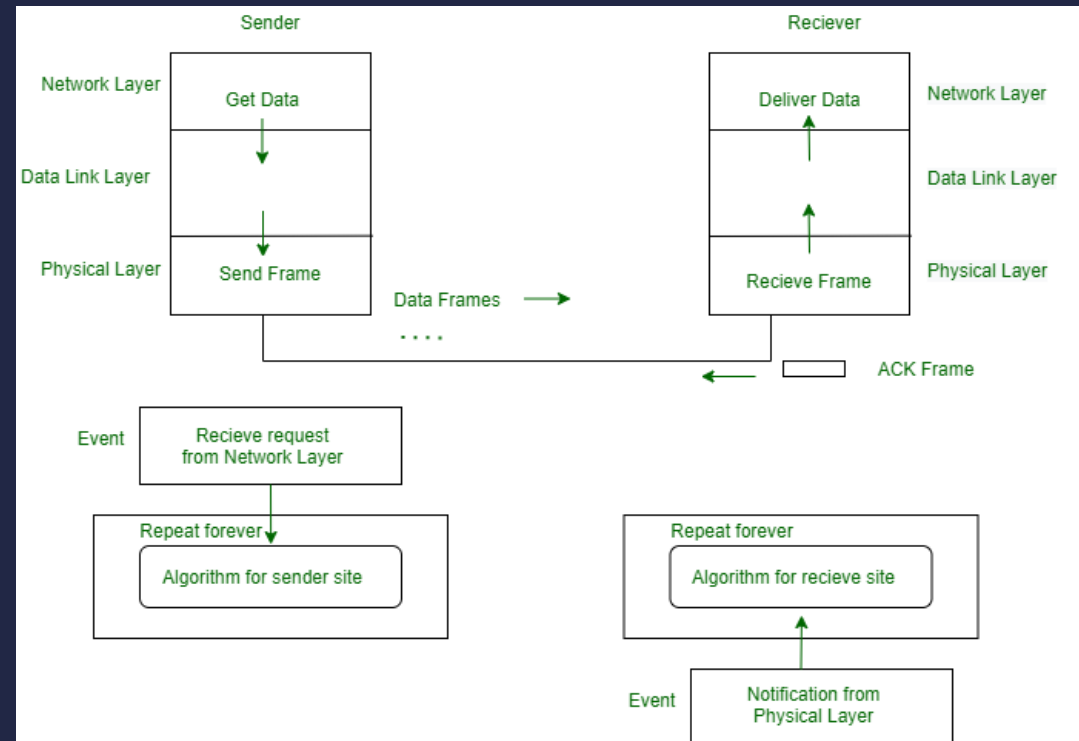 Sender
Reciever
Network Layer
Get Data
Deliver Data
Network Layer
Data Link Layer
Data Link Layer
Physical Layer
Send Frame
Recieve Frame
Physical Layer
Data Frames
. . . .
ACK Frame
Event
Recieve request
from Network Layer
Repeat forever
Algorithm for sender site
Repeat forever
Algorithm for recieve site
Event
Notification from
Physical Layer